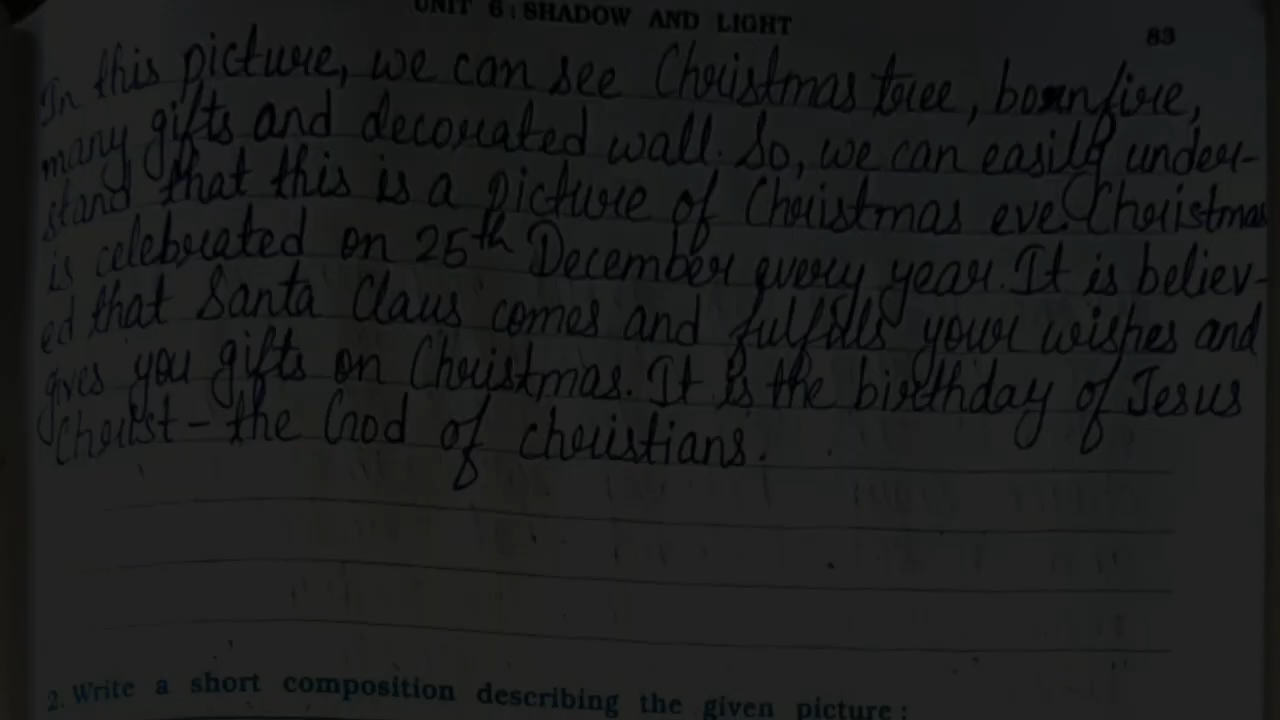 UNIT 6 : SHADOW AND LIGHT 83
In this picture, we can see Christmas tree, bonnfire,
many gifts and decorated wall. So, we can easily under-
stand that this is a picture of Christmas eve. Christmas
is celebrated on 25th December every year. It is believ-
ed that Santa Claus comes and fulfills your wishes and
gives you gifts on Christmas. It is the birthday of Jesus
Christ - the God of christians.
2. Write a short composition describing the given picture :